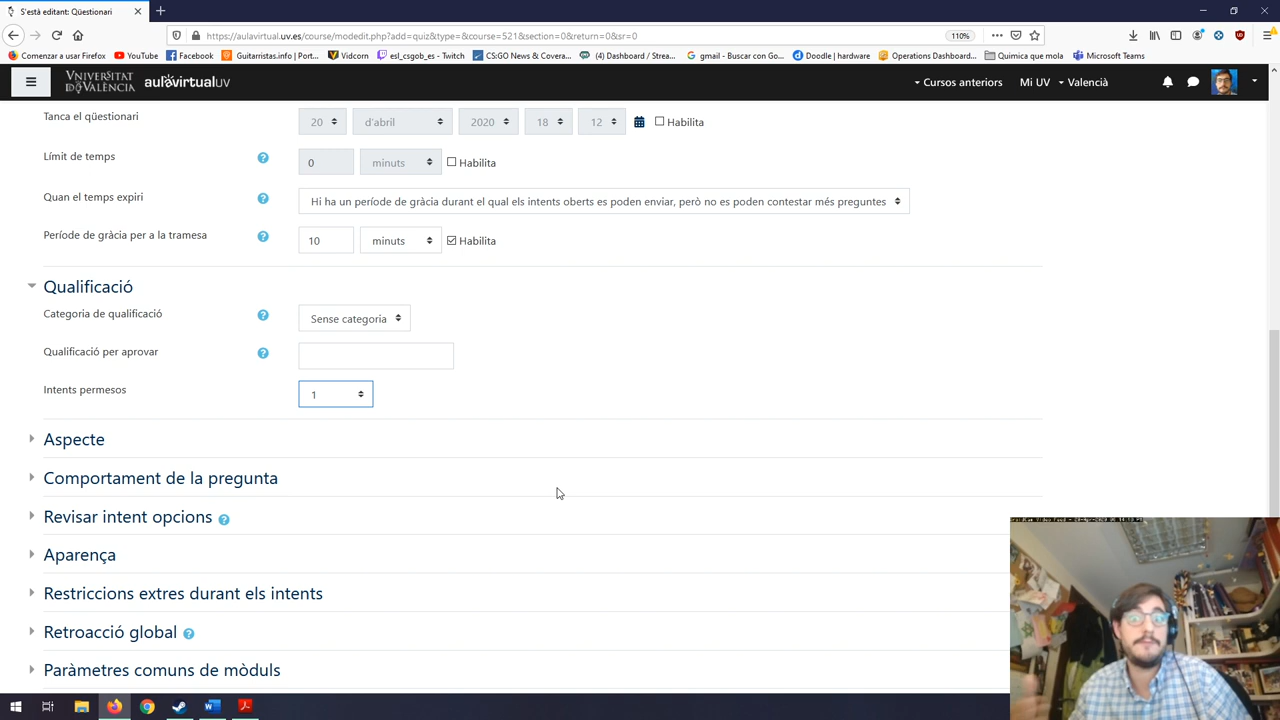 S'està editant: Qüestionari
https://aulavirtual.uv.es/course/modedit.php?add=quiz&type=&course=521&section=0&return=0&sr=0
110%
Comenzar a usar Firefox YouTube Facebook Guitarristas.info | Port... Vidcorn esl_csgob_es - Twitch CS:GO News & Covera... (4) Dashboard / Strea... gmail - Buscar con Go... Doodle | hardware Operations Dashboard... Quimica que mola Microsoft Teams
VNIVERSITAT
DE VALÈNCIA
aulavirtualuv
Cursos anteriors Mi UV Valencià
Tanca el qüestionari 20 d'abril 2020 18 12 Habilita
Límit de temps 0 minuts Habilita
Quan el temps expiri Hi ha un període de gràcia durant el qual els intents oberts es poden enviar, però no es poden contestar més preguntes
Període de gràcia per a la tramesa 10 minuts Habilita
Qualificació
Categoria de qualificació Sense categoria
Qualificació per aprovar
Intents permesos 1
Aspecte
Comportament de la pregunta
Revisar intent opcions
Aparença
Restriccions extres durant els intents
Retroacció global
Paràmetres comuns de mòduls